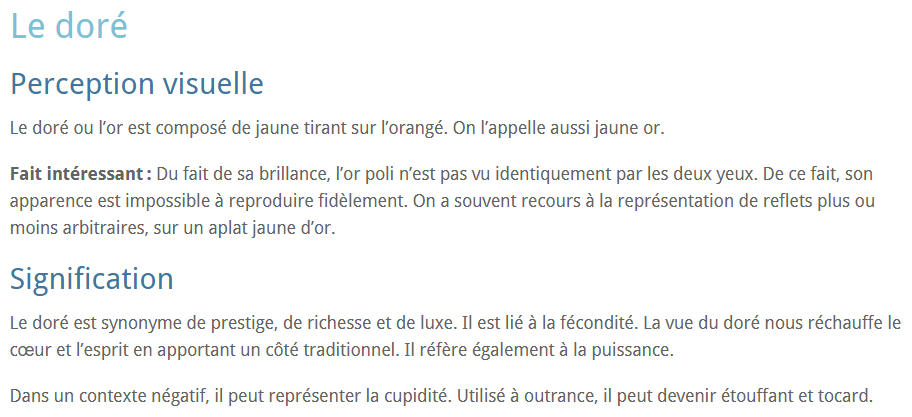 Le doré
Perception visuelle
Le doré ou l’or est composé de jaune tirant sur l’orangé. On l’appelle aussi jaune or.
Fait intéressant : Du fait de sa brillance, l’or poli n’est pas vu identiquement par les deux yeux. De ce fait, son
apparence est impossible à reproduire fidèlement. On a souvent recours à la représentation de reflets plus ou
moins arbitraires, sur un aplat jaune d’or.
Signification
Le doré est synonyme de prestige, de richesse et de luxe. Il est lié à la fécondité. La vue du doré nous réchauffe le
cœur et l’esprit en apportant un côté traditionnel. Il réfère également à la puissance.
Dans un contexte négatif, il peut représenter la cupidité. Utilisé à outrance, il peut devenir étouffant et tocard.